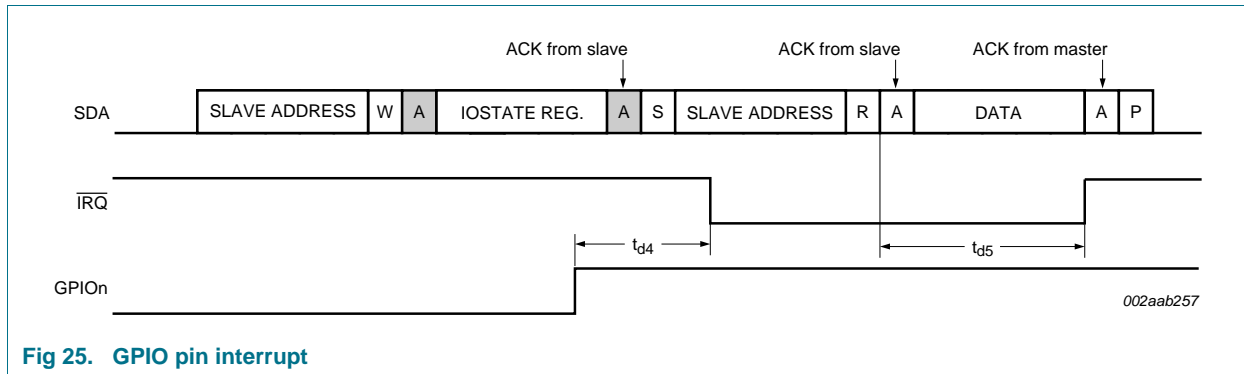 ACK from slave ACK from slave ACK from master
SDA SLAVE ADDRESS W A IOSTATE REG. A S SLAVE ADDRESS R A DATA A P
IRQ
td4 td5
GPIOn
002aab257
Fig 25. GPIO pin interrupt